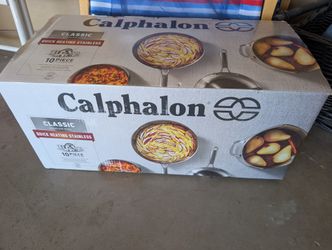 Calphalon
CLASSIC
QUICK HEATING STAINLESS
10 PIECE
Calphalon
CLASSIC
QUICK HEATING STAINLESS
10 PIECE